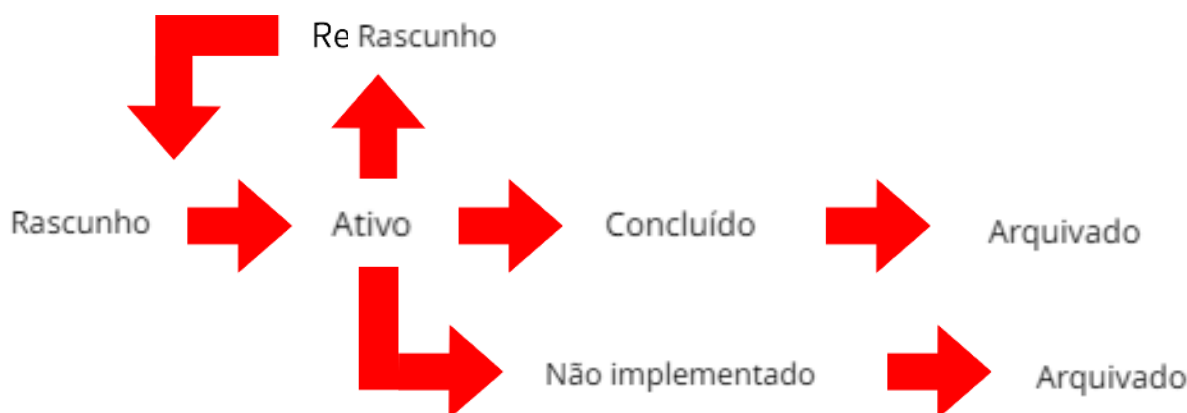 Re Rascunho
Rascunho Ativo Concluído Arquivado
Não implementado Arquivado